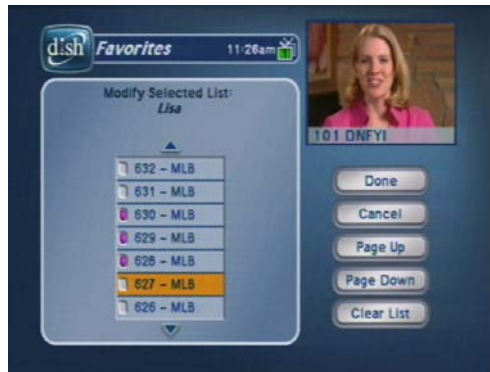 dish Favorites 11:26am
Modify Selected List:
Lisa
632 - MLB
631 - MLB
630 - MLB
629 - MLB
628 - MLB
627 - MLB
626 - MLB
101 DNFYI
Done
Cancel
Page Up
Page Down
Clear List